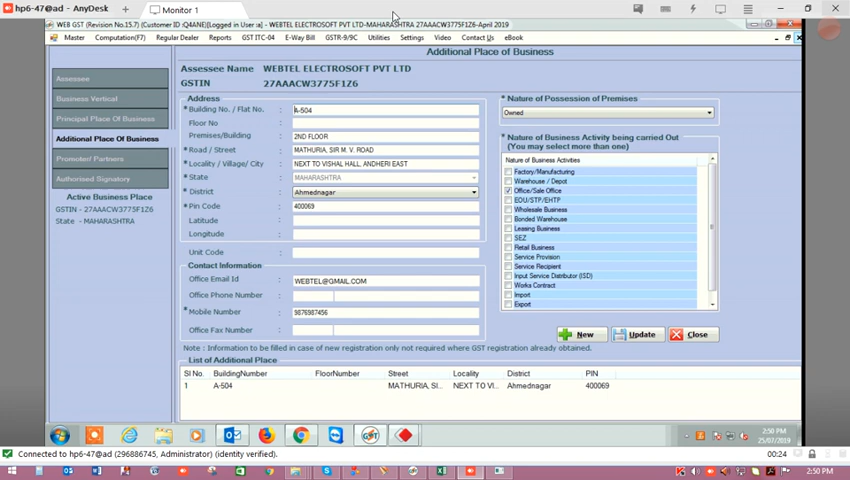 hp6-47@ad - AnyDesk
Monitor 1
WEB GST (Revision No.15.7) (Customer ID :Q4ANE)(Logged in User :a) - WEBTEL ELECTROSOFT PVT LTD-MAHARASHTRA 27AAACW3775F1Z6-April 2019
Master Computation(F7) Regular Dealer Reports GST ITC-04 E-Way Bill GSTR-9/9C Utilities Settings Video Contact Us eBook
Additional Place of Business
Assessee
Business Vertical
Principal Place Of Business
Additional Place Of Business
Promoter/ Partners
Authorised Signatory
Active Business Place
GSTIN - 27AAACW3775F1Z6
State - MAHARASHTRA
Assessee Name WEBTEL ELECTROSOFT PVT LTD
GSTIN 27AAACW3775F1Z6
Address
* Building No. / Flat No. : A-504
Floor No :
Premises/Building : 2ND FLOOR
* Road / Street : MATHURIA, SIR M. V. ROAD
* Locality / Village/ City : NEXT TO VISHAL HALL, ANDHERI EAST
* State : MAHARASHTRA
* District : Ahmednagar
* Pin Code : 400069
Latitude :
Longitude :
Unit Code :
Contact Information
Office Email Id : WEBTEL@GMAIL.COM
Office Phone Number :
* Mobile Number : 9876987456
Office Fax Number :
* Nature of Possession of Premises
Owned
* Nature of Business Activity being carried Out
(You may select more than one)
Nature of Business Activities
Factory/Manufacturing
Warehouse / Depot
Office/Sale Office
EOU/STP/EHTP
Wholesale Business
Bonded Warehouse
Leasing Business
SEZ
Retail Business
Service Provision
Service Recipient
Input Service Distributor (ISD)
Works Contract
Import
Export
New Update Close
Note : Information to be filled in case of new registration only not required where GST registration already obtained.
List of Additional Place
Sl No. BuildingNumber FloorNumber Street Locality District PIN
1 A-504 MATHURIA, SI... NEXT TO VI... Ahmednagar 400069
2:50 PM
25/07/2019
Connected to hp6-47@ad (296886745, Administrator) (identity verified).
00:24
2:50 PM